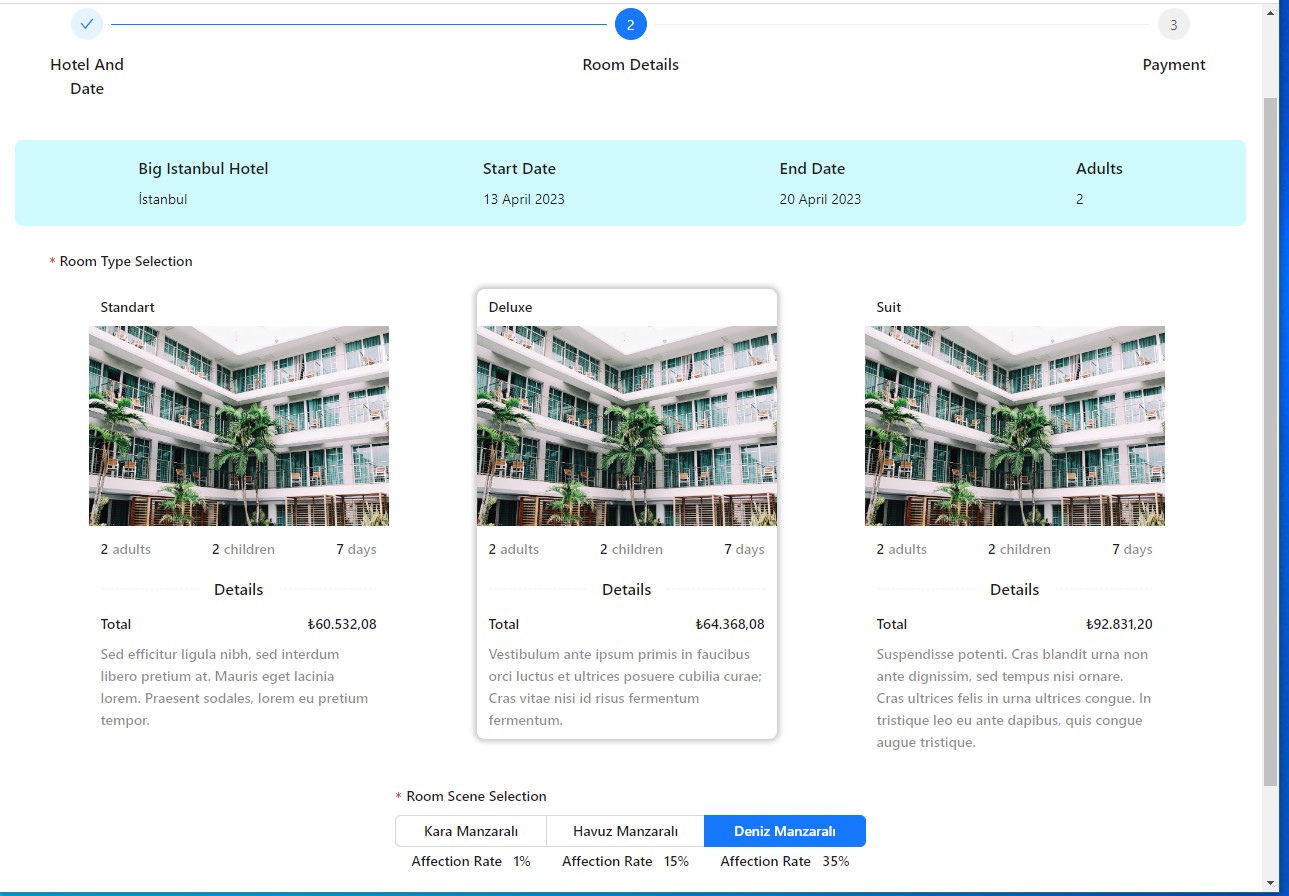 2
3
Hotel And
Date
Room Details
Payment
Big Istanbul Hotel
Start Date
End Date
Adults
İstanbul
13 April 2023
20 April 2023
2
* Room Type Selection
Standart
Deluxe
Suit
2 adults 2 children 7 days
2 adults 2 children 7 days
2 adults 2 children 7 days
Details
Details
Details
Total ₺60.532,08
Total ₺64.368,08
Total ₺92.831,20
Sed efficitur ligula nibh, sed interdum
libero pretium at. Mauris eget lacinia
lorem. Praesent sodales, lorem eu pretium
tempor.
Vestibulum ante ipsum primis in faucibus
orci luctus et ultrices posuere cubilia curae;
Cras vitae nisi id risus fermentum
fermentum.
Suspendisse potenti. Cras blandit urna non
ante dignissim, sed tempus nisi ornare.
Cras ultrices felis in urna ultrices congue. In
tristique leo eu ante dapibus, quis congue
augue tristique.
* Room Scene Selection
Kara Manzaralı
Havuz Manzaralı
Deniz Manzaralı
Affection Rate 1%
Affection Rate 15%
Affection Rate 35%